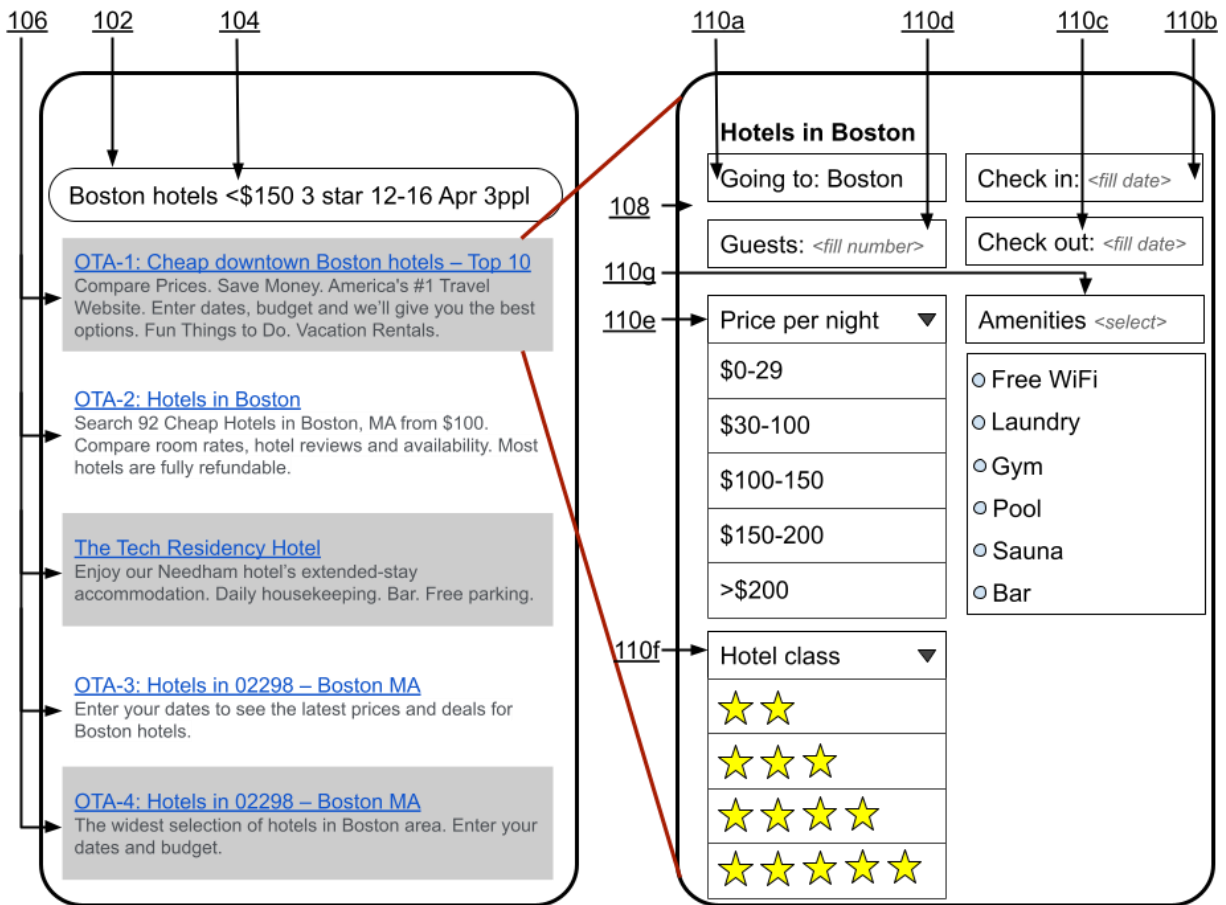 106 102 104 110a 110d 110c 110b
Boston hotels <$150 3 star 12-16 Apr 3ppl
OTA-1: Cheap downtown Boston hotels – Top 10
Compare Prices. Save Money. America's #1 Travel
Website. Enter dates, budget and we’ll give you the best
options. Fun Things to Do. Vacation Rentals.
OTA-2: Hotels in Boston
Search 92 Cheap Hotels in Boston, MA from $100.
Compare room rates, hotel reviews and availability. Most
hotels are fully refundable.
The Tech Residency Hotel
Enjoy our Needham hotel’s extended-stay
accommodation. Daily housekeeping. Bar. Free parking.
OTA-3: Hotels in 02298 – Boston MA
Enter your dates to see the latest prices and deals for
Boston hotels.
OTA-4: Hotels in 02298 – Boston MA
The widest selection of hotels in Boston area. Enter your
dates and budget.
Hotels in Boston
Going to: Boston
Check in: <fill date>
108
Guests: <fill number>
Check out: <fill date>
110g
110e
Price per night
$0-29
$30-100
$100-150
$150-200
>$200
Amenities <select>
Free WiFi
Laundry
Gym
Pool
Sauna
Bar
110f
Hotel class